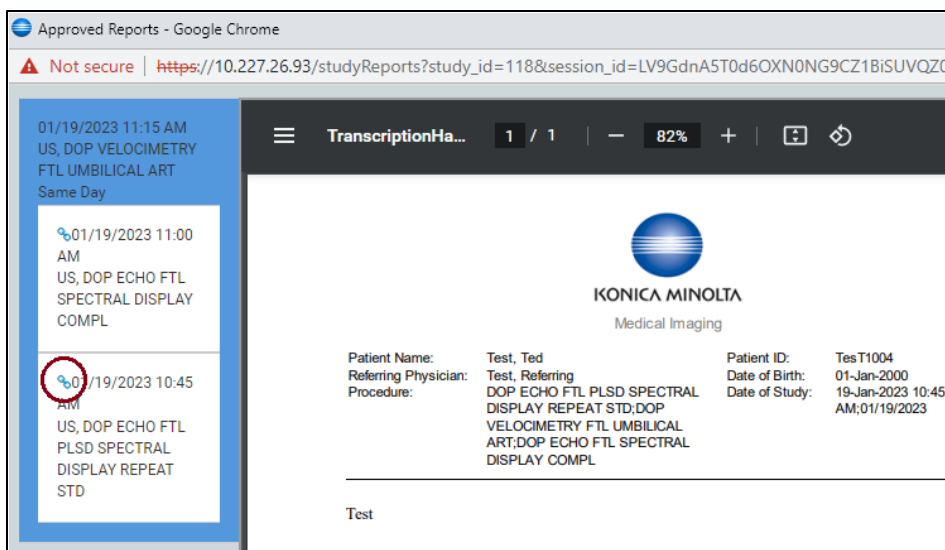 Approved Reports - Google Chrome
Not secure | https://10.227.26.93/studyReports?study_id=118&session_id=LV9GdnA5T0d6OXN0NG9CZ1BiSUVQZ0
01/19/2023 11:15 AM
US, DOP VELOCIMETRY
FTL UMBILICAL ART
Same Day
01/19/2023 11:00
AM
US, DOP ECHO FTL
SPECTRAL DISPLAY
COMPL
01/19/2023 10:45
AM
US, DOP ECHO FTL
PLSD SPECTRAL
DISPLAY REPEAT
STD
TranscriptionHa... 1 / 1 82%
KONICA MINOLTA
Medical Imaging
Patient Name: Test, Ted Patient ID: TesT1004
Referring Physician: Test, Referring Date of Birth: 01-Jan-2000
Procedure: DOP ECHO FTL PLSD SPECTRAL Date of Study: 19-Jan-2023 10:45
DISPLAY REPEAT STD;DOP AM;01/19/2023
VELOCIMETRY FTL UMBILICAL
ART;DOP ECHO FTL SPECTRAL
DISPLAY COMPL
Test